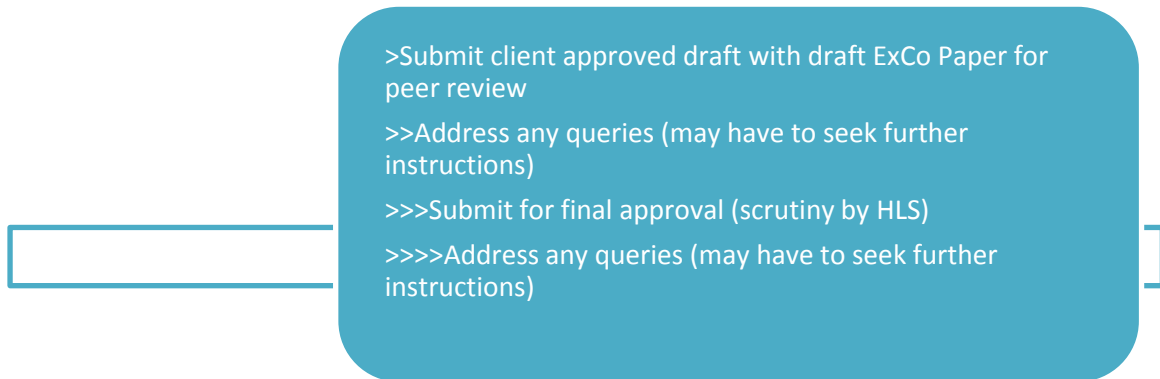 >Submit client approved draft with draft ExCo Paper for
peer review
>>Address any queries (may have to seek further
instructions)
>>>Submit for final approval (scrutiny by HLS)
>>>>Address any queries (may have to seek further
instructions)